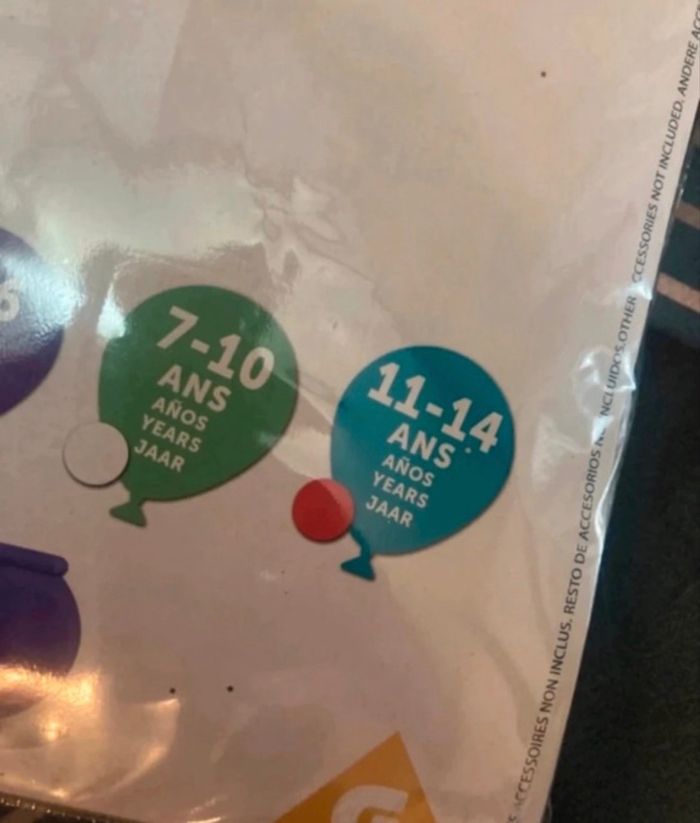 6
7-10
ANS
AÑOS
YEARS
JAAR
11-14
ANS
AÑOS
YEARS
JAAR
ACCESSOIRES NON INCLUS. RESTO DE ACCESORIOS NO INCLUIDOS.OTHER ACCESSORIES NOT INCLUDED. ANDERE
G